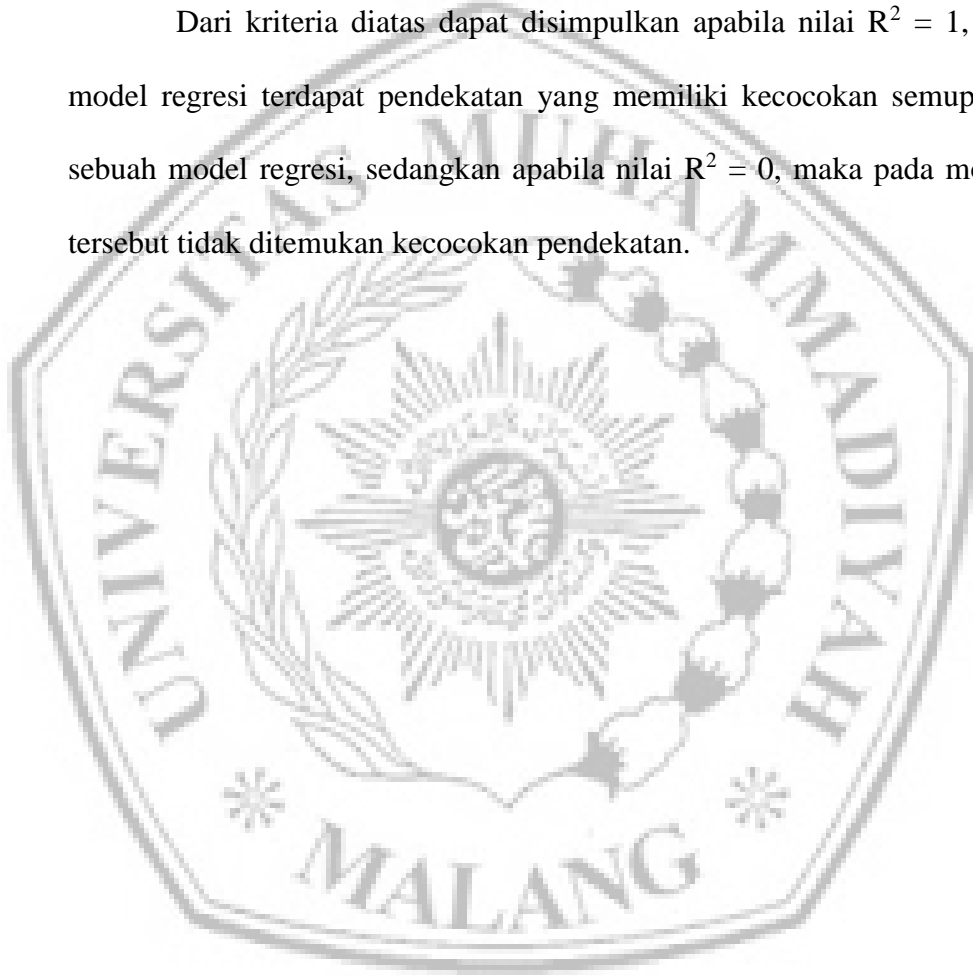 Dari kriteria diatas dapat disimpulkan apabila nilai R² = 1,
model regresi terdapat pendekatan yang memiliki kecocokan semup
sebuah model regresi, sedangkan apabila nilai R² = 0, maka pada m
tersebut tidak ditemukan kecocokan pendekatan.
UNIVERSITAS MUHAMMADIYAH
MALANG